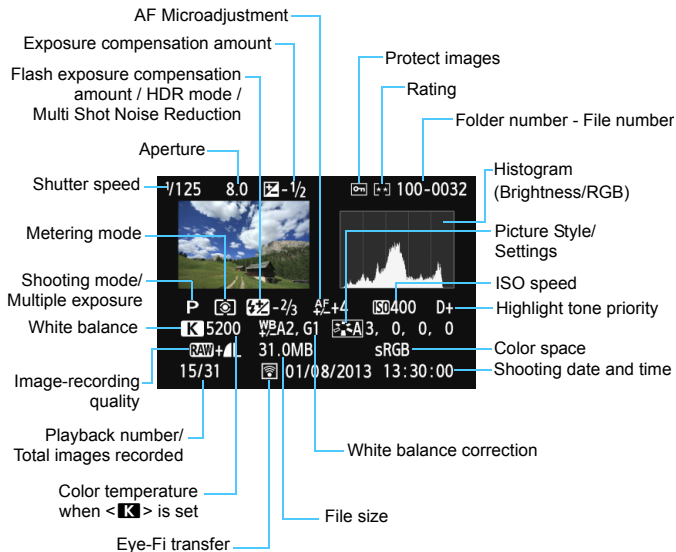 AF Microadjustment
Exposure compensation amount
Flash exposure compensation
amount / HDR mode /
Multi Shot Noise Reduction
Aperture
Shutter speed
Metering mode
Shooting mode/
Multiple exposure
White balance
Image-recording
quality
Playback number/
Total images recorded
Color temperature
when <K> is set
Eye-Fi transfer
Protect images
Rating
Folder number - File number
Histogram
(Brightness/RGB)
Picture Style/
Settings
ISO speed
Highlight tone priority
Color space
Shooting date and time
White balance correction
File size
1/125 8.0 -1/2 100-0032
P -2/3 AF+4 ISO400 D+
K 5200 WB A2, G1 A 3, 0, 0, 0
RAW+L 31.0MB sRGB
15/31 01/08/2013 13:30:00